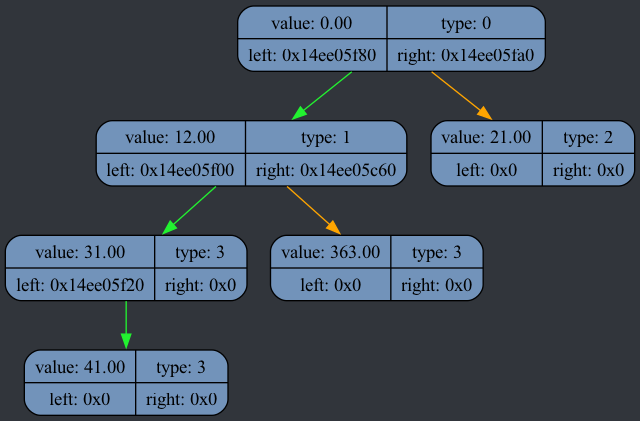 value: 0.00 type: 0
left: 0x14ee05f80 right: 0x14ee05fa0
value: 12.00 type: 1
left: 0x14ee05f00 right: 0x14ee05c60
value: 21.00 type: 2
left: 0x0 right: 0x0
value: 31.00 type: 3
left: 0x14ee05f20 right: 0x0
value: 363.00 type: 3
left: 0x0 right: 0x0
value: 41.00 type: 3
left: 0x0 right: 0x0